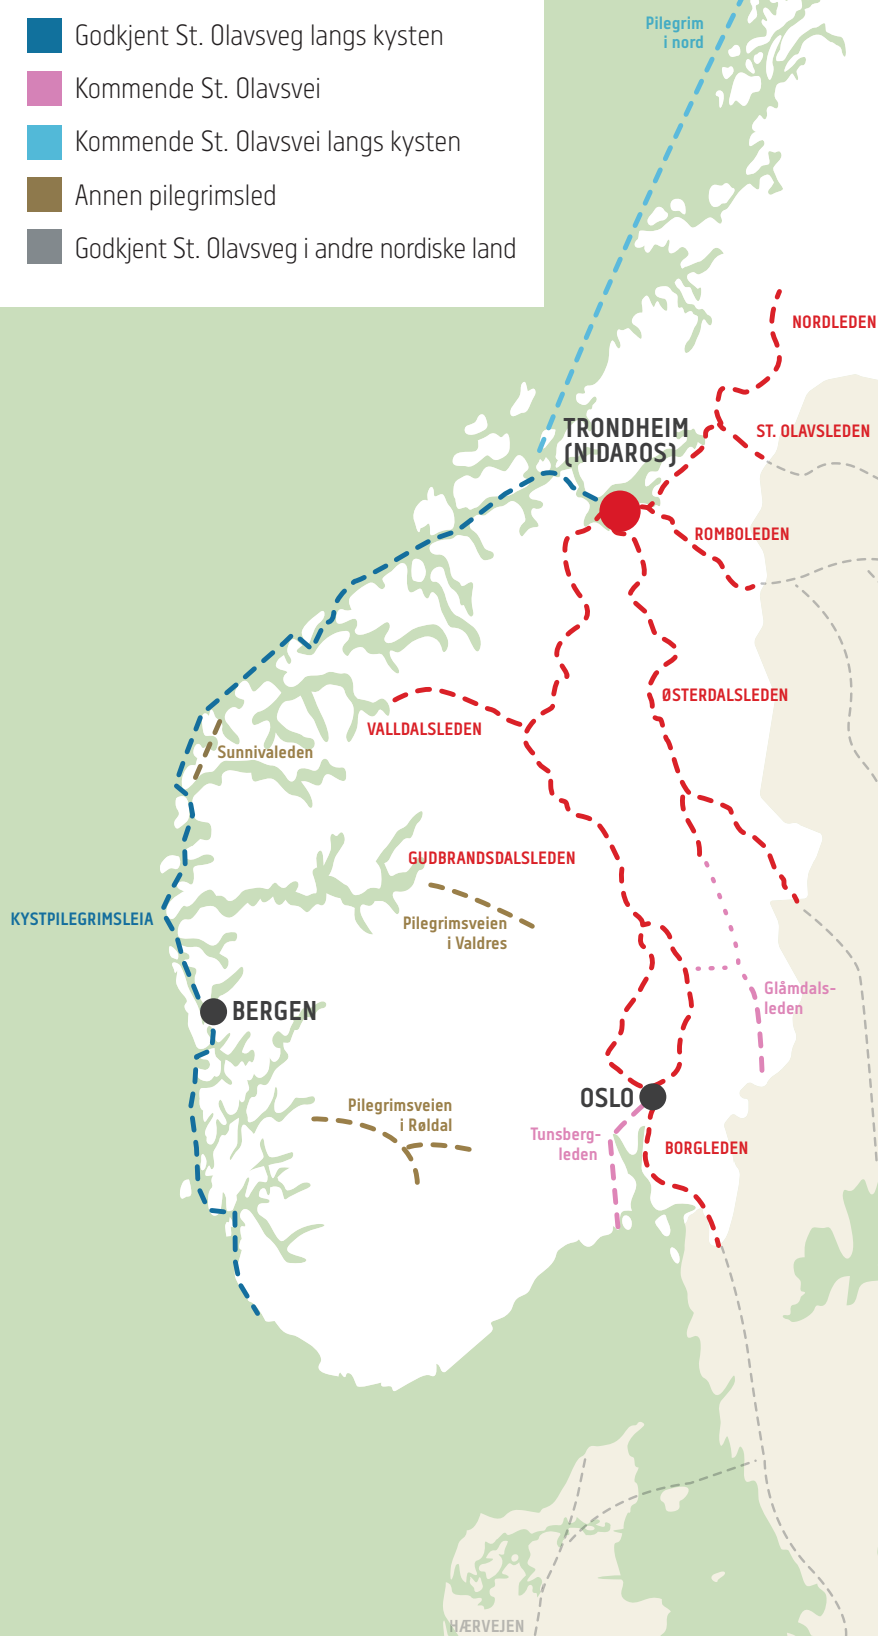 Godkjent St. Olavsveg langs kysten
Kommende St. Olavsvei
Kommende St. Olavsvei langs kysten
Annen pilegrimsled
Godkjent St. Olavsveg i andre nordiske land
Pilegrim
i nord
NORDLEDEN
TRONDHEIM
(NIDAROS)
ST. OLAVSLEDEN
ROMBOLEDEN
ØSTERDALSLEDEN
VALLDALSLEDEN
Sunnivaleden
GUDBRANDSDALSLEDEN
KYSTPILEGRIMSLEIA
Pilegrimsveien
i Valdres
Glåmdals-
leden
BERGEN
OSLO
Pilegrimsveien
i Røldal
Tunsberg-
leden
BORGLEDEN
HÆRVEJEN